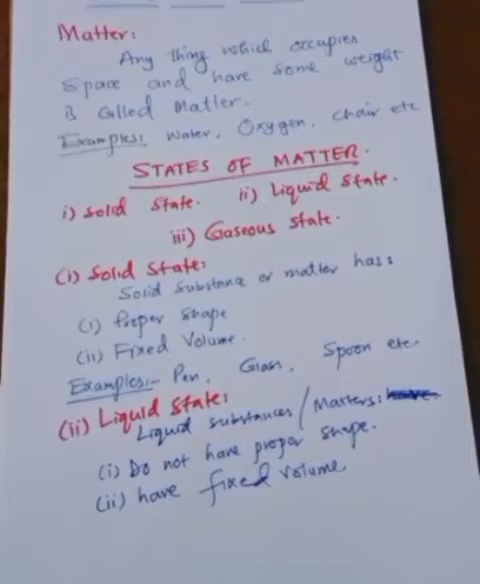 Matter:
Any thing which occupies
Space and have some weight
is Called Matter.
Examples: Water, Oxygen, Chair etc
STATES OF MATTER.
i) Solid State. ii) Liquid State.
iii) Gaseous State.
(i) Solid State:
Solid Substance or matter has:
(i) Proper Shape
(ii) Fixed Volume.
Examples:- Pen, Glass, Spoon etc.
(ii) Liquid State:
Liquid substances / Matters:
(i) Do not have proper shape.
(ii) have fixed volume